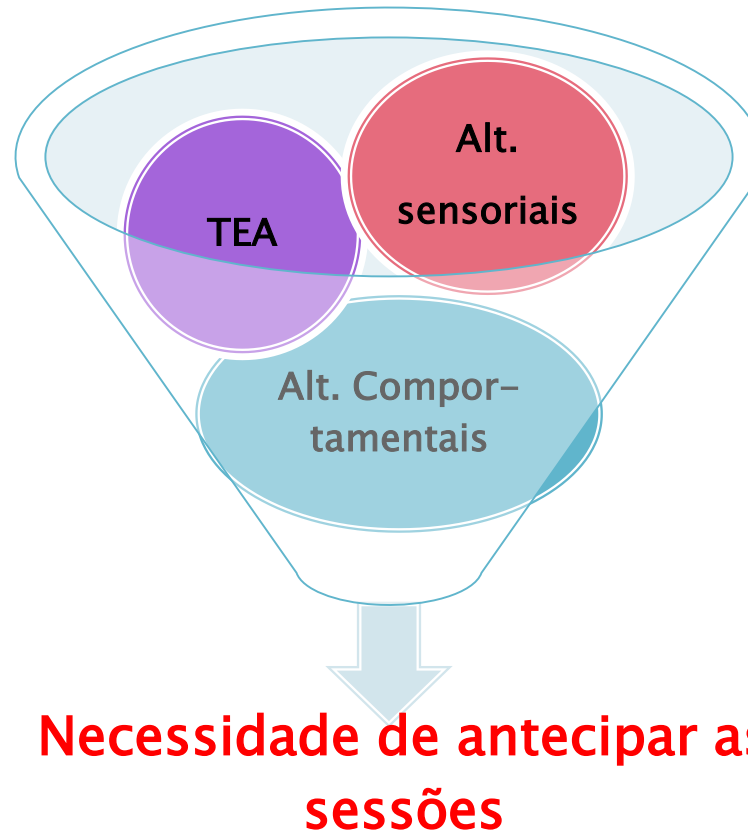 Alt.
sensoriais
TEA
Alt. Compor-
tamentais
Necessidade de antecipar as
sessões